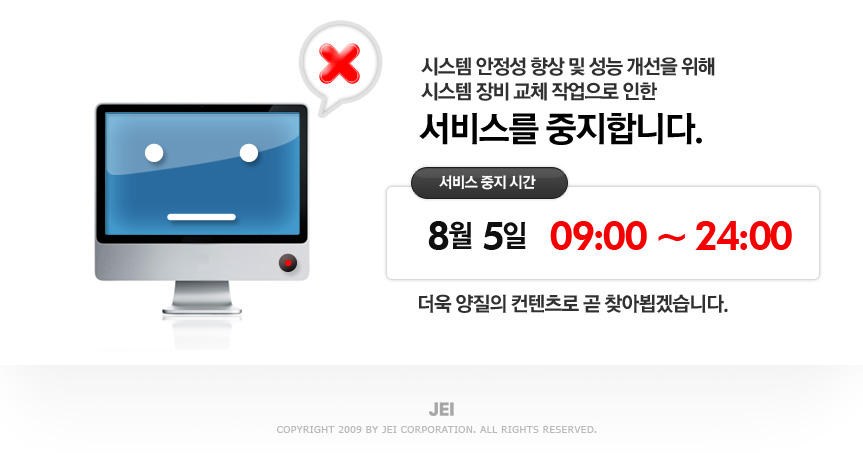 시스템 안정성 향상 및 성능 개선을 위해
시스템 장비 교체 작업으로 인한
서비스를 중지합니다.
서비스 중지 시간
8월 5일 09:00 ~ 24:00
더욱 양질의 컨텐츠로 곧 찾아뵙겠습니다.
JEI
COPYRIGHT 2009 BY JEI CORPORATION. ALL RIGHTS RESERVED.